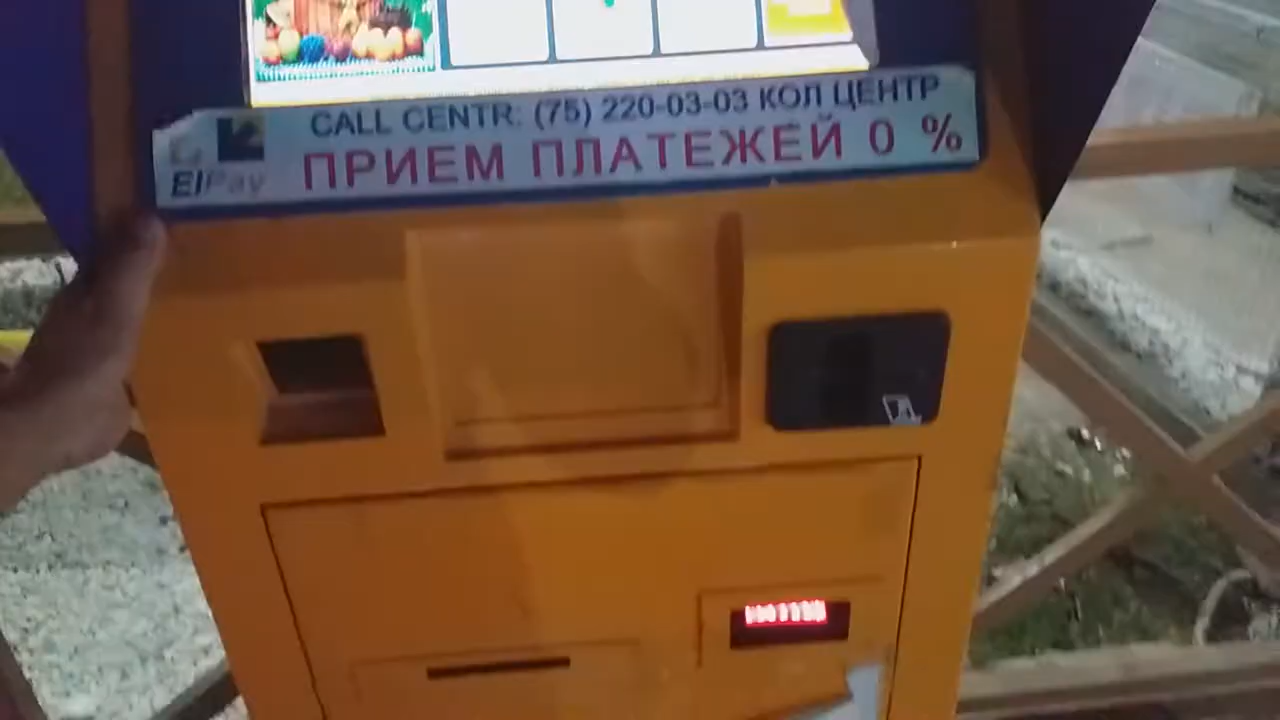 CALL CENTR: (75) 220-03-03 КОЛ ЦЕНТР
ElPay
ПРИЕМ ПЛАТЕЖЕЙ 0 %